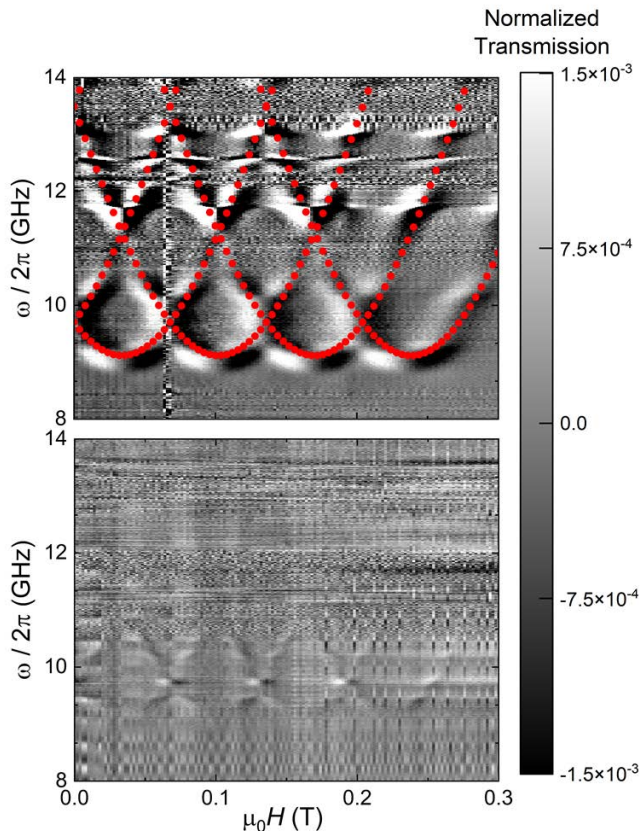 Normalized
Transmission
14
12
10
8
ω / 2π (GHz)
1.5×10⁻³
7.5×10⁻⁴
0.0
-7.5×10⁻⁴
-1.5×10⁻³
14
12
10
8
ω / 2π (GHz)
0.0 0.1 0.2 0.3
μ₀H (T)